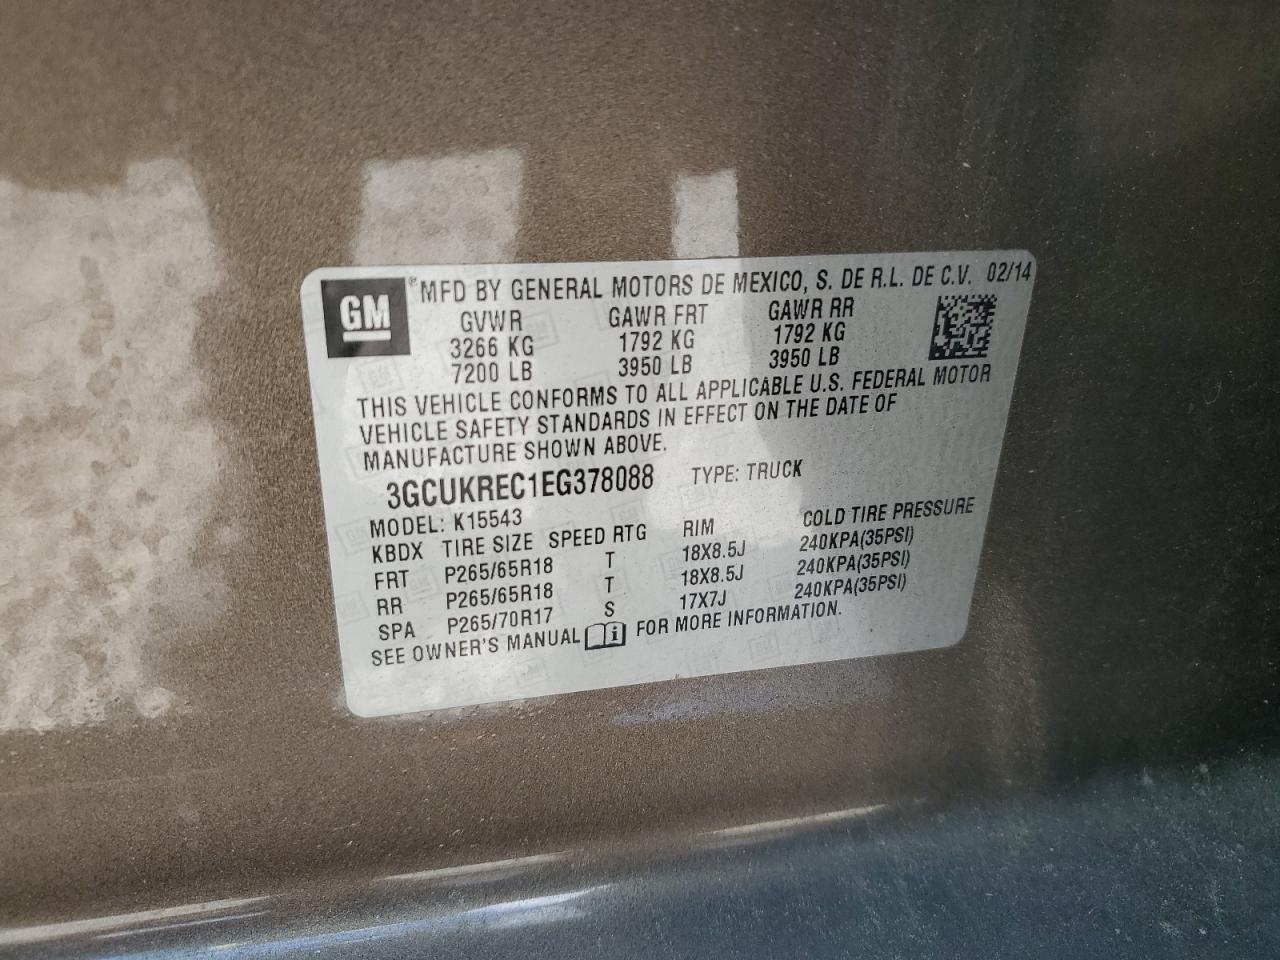 GM ® MFD BY GENERAL MOTORS DE MEXICO, S. DE R.L. DE C.V. 02/14
GVWR GAWR FRT GAWR RR
3266 KG 1792 KG 1792 KG
7200 LB 3950 LB 3950 LB
THIS VEHICLE CONFORMS TO ALL APPLICABLE U.S. FEDERAL MOTOR
VEHICLE SAFETY STANDARDS IN EFFECT ON THE DATE OF
MANUFACTURE SHOWN ABOVE.
3GCUKREC1EG378088 TYPE: TRUCK
MODEL: K15543
KBDX TIRE SIZE SPEED RTG RIM COLD TIRE PRESSURE
FRT P265/65R18 T 18X8.5J 240KPA(35PSI)
RR P265/65R18 T 18X8.5J 240KPA(35PSI)
SPA P265/70R17 S 17X7J 240KPA(35PSI)
SEE OWNER'S MANUAL FOR MORE INFORMATION.